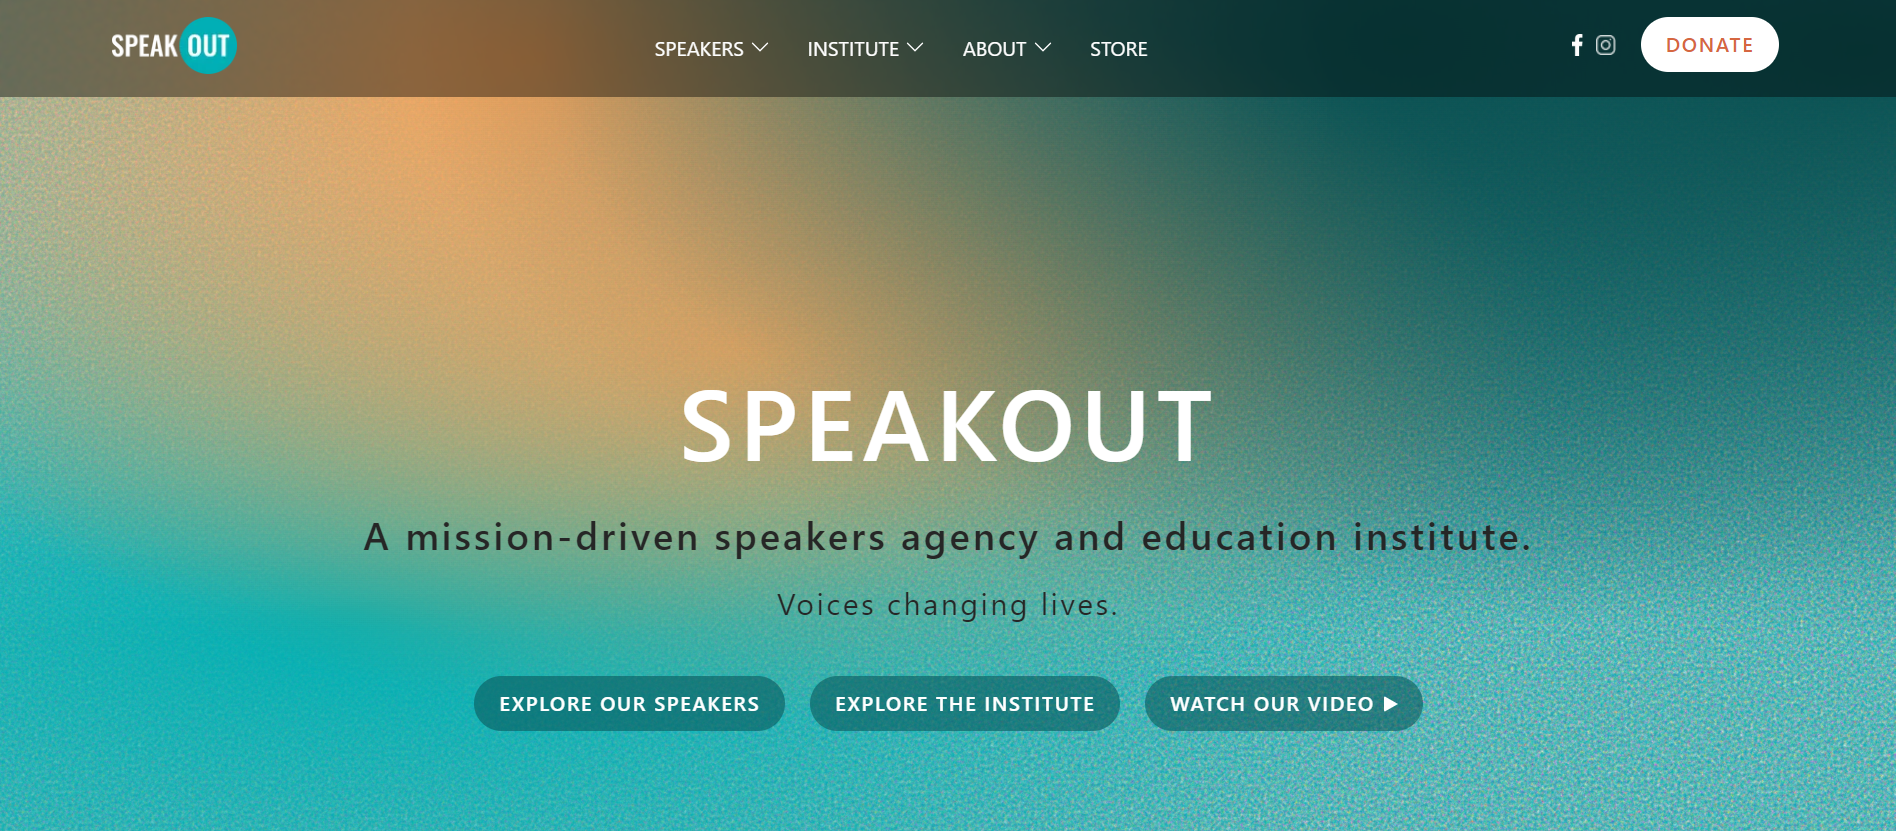 SPEAK OUT
SPEAKERS INSTITUTE ABOUT STORE
DONATE
SPEAKOUT
A mission-driven speakers agency and education institute.
Voices changing lives.
EXPLORE OUR SPEAKERS EXPLORE THE INSTITUTE WATCH OUR VIDEO